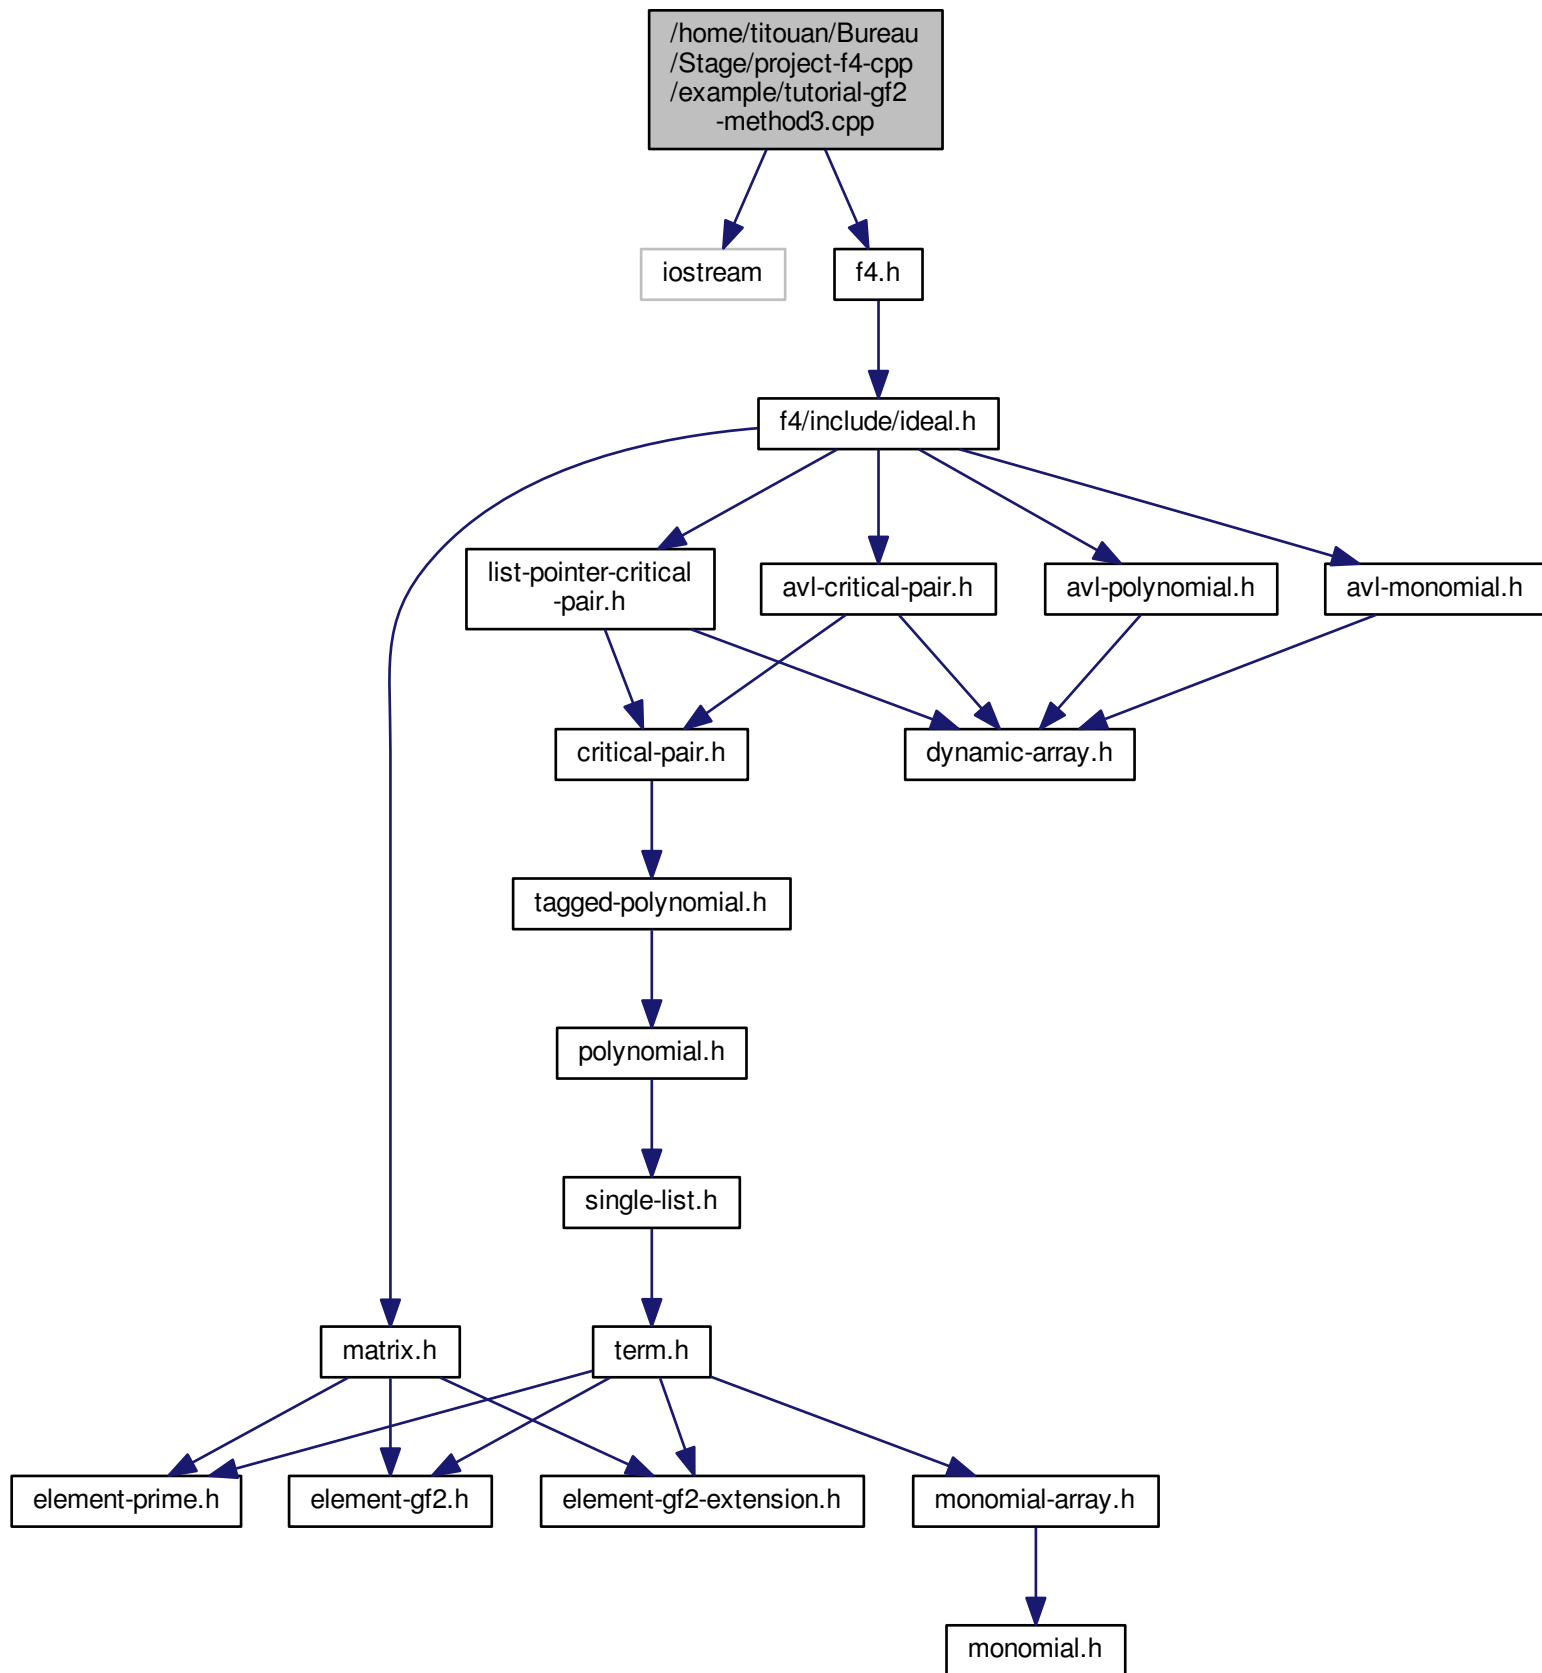 /home/titouan/Bureau
/Stage/project-f4-cpp
/example/tutorial-gf2
-method3.cpp
iostream
f4.h
f4/include/ideal.h
list-pointer-critical
-pair.h
avl-critical-pair.h
avl-polynomial.h
avl-monomial.h
critical-pair.h
dynamic-array.h
tagged-polynomial.h
polynomial.h
single-list.h
matrix.h
term.h
element-prime.h
element-gf2.h
element-gf2-extension.h
monomial-array.h
monomial.h